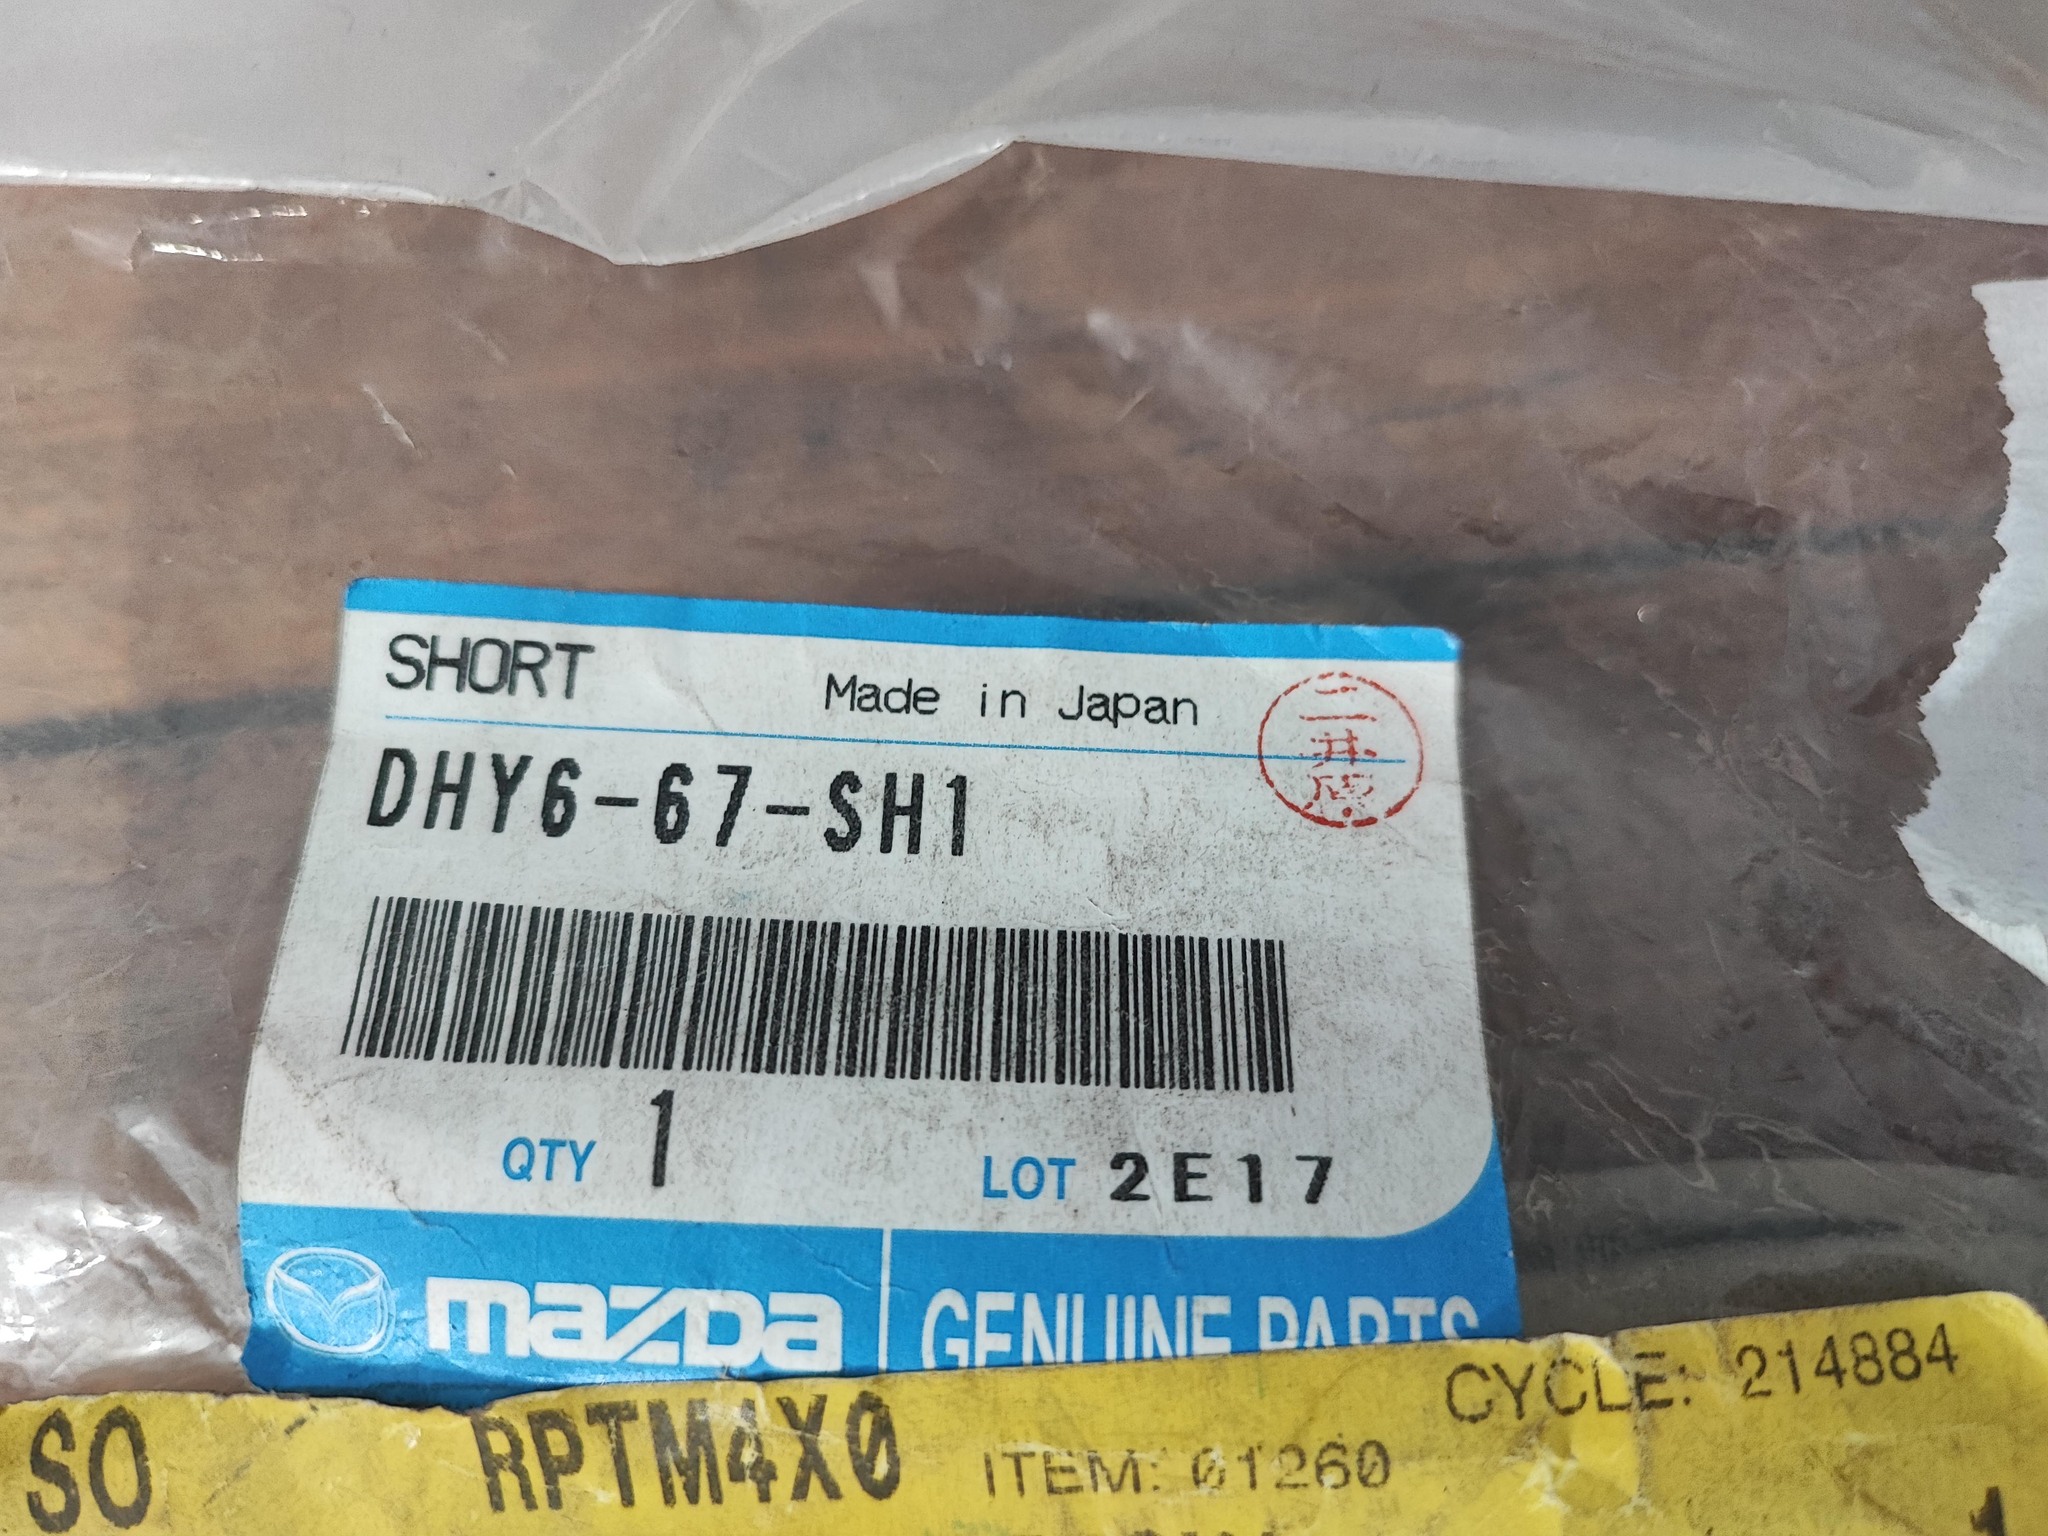 SHORT
Made in Japan
DHY6-67-SH1
QTY 1
LOT 2E17
mazda
GENUINE PARTS
CYCLE: 214884
SO
RPTM4X0
ITEM: 01260